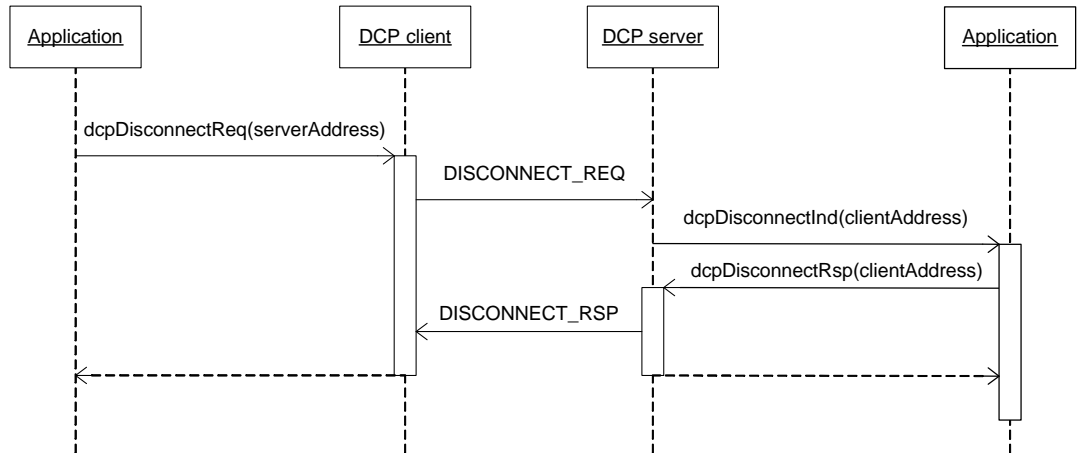 Application
DCP client
DCP server
Application
dcpDisconnectReq(serverAddress)
DISCONNECT_REQ
dcpDisconnectInd(clientAddress)
dcpDisconnectRsp(clientAddress)
DISCONNECT_RSP